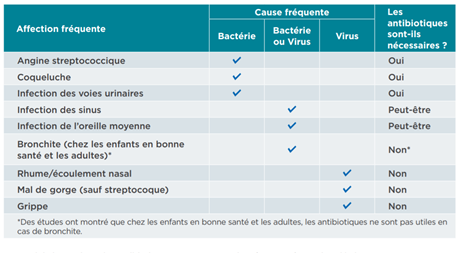 Affection fréquente
Cause fréquente
Les
antibiotiques
sont-ils
nécessaires ?
Bactérie
Bactérie
ou Virus
Virus
Angine streptococcique ✓ Oui
Coqueluche ✓ Oui
Infection des voies urinaires ✓ Oui
Infection des sinus ✓ Peut-être
Infection de l'oreille moyenne ✓ Peut-être
Bronchite (chez les enfants en bonne
santé et les adultes)* ✓ Non*
Rhume/écoulement nasal ✓ Non
Mal de gorge (sauf streptocoque) ✓ Non
Grippe ✓ Non
*Des études ont montré que chez les enfants en bonne santé et les adultes, les antibiotiques ne sont pas utiles en
cas de bronchite.